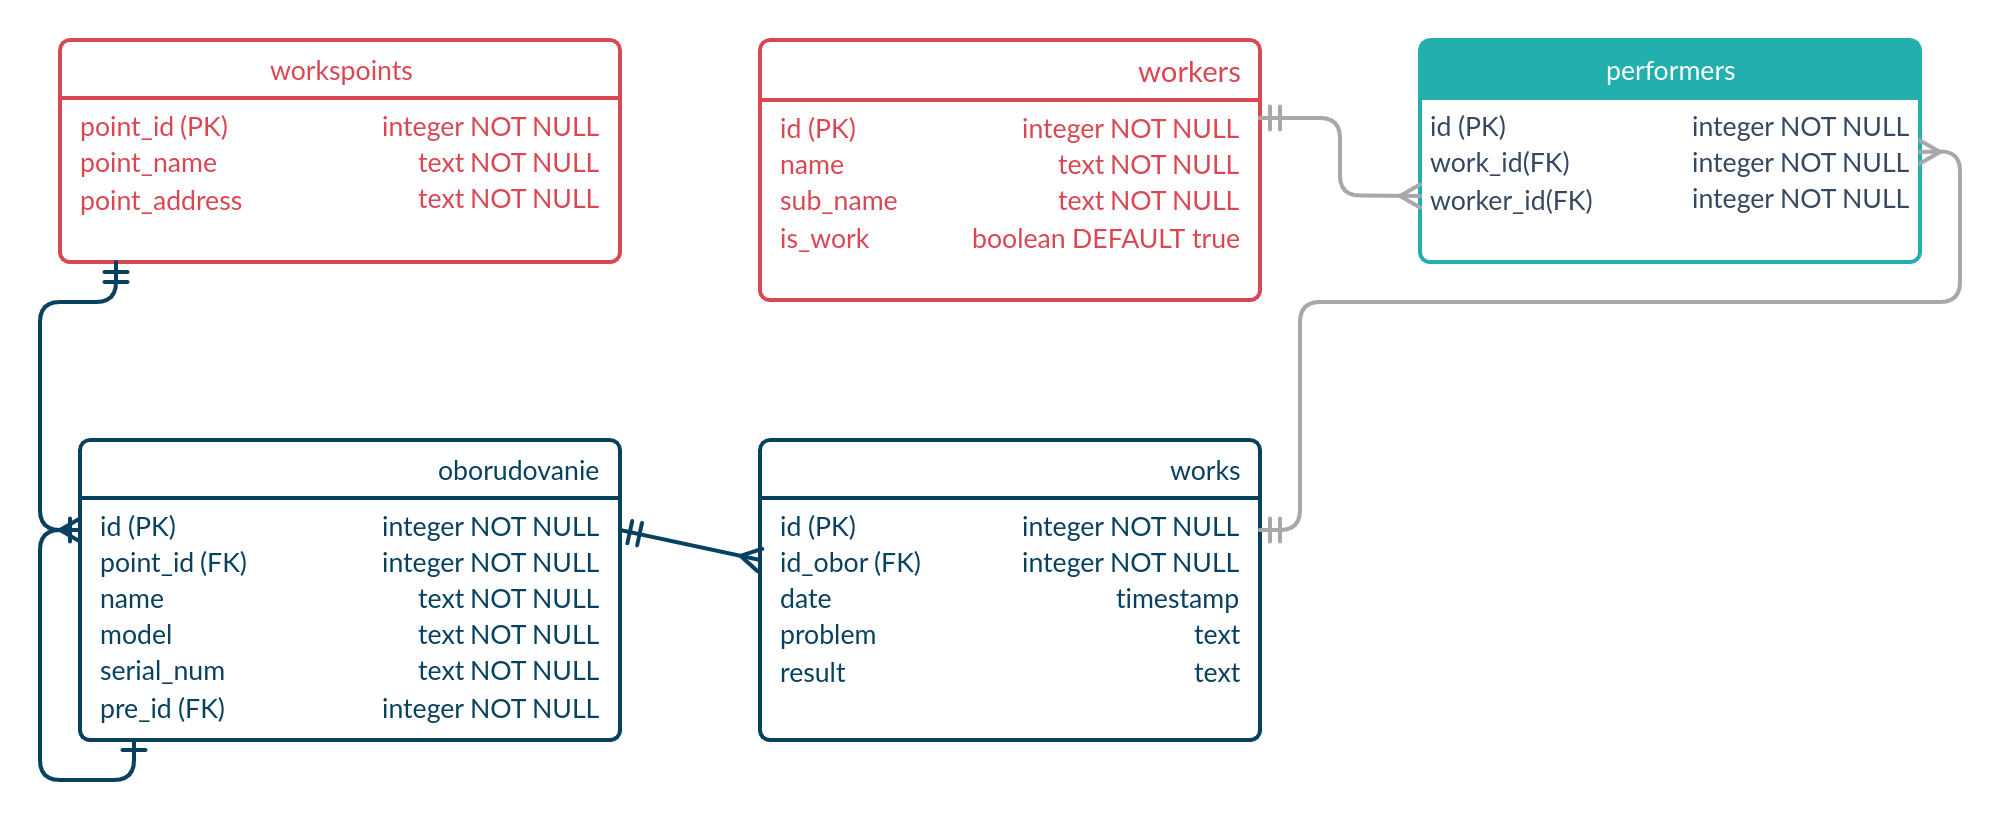 workspoints
point_id (PK) integer NOT NULL
point_name text NOT NULL
point_address text NOT NULL
workers
id (PK) integer NOT NULL
name text NOT NULL
sub_name text NOT NULL
is_work boolean DEFAULT true
performers
id (PK) integer NOT NULL
work_id(FK) integer NOT NULL
worker_id(FK) integer NOT NULL
oborudovanie
id (PK) integer NOT NULL
point_id (FK) integer NOT NULL
name text NOT NULL
model text NOT NULL
serial_num text NOT NULL
pre_id (FK) integer NOT NULL
works
id (PK) integer NOT NULL
id_obor (FK) integer NOT NULL
date timestamp
problem text
result text